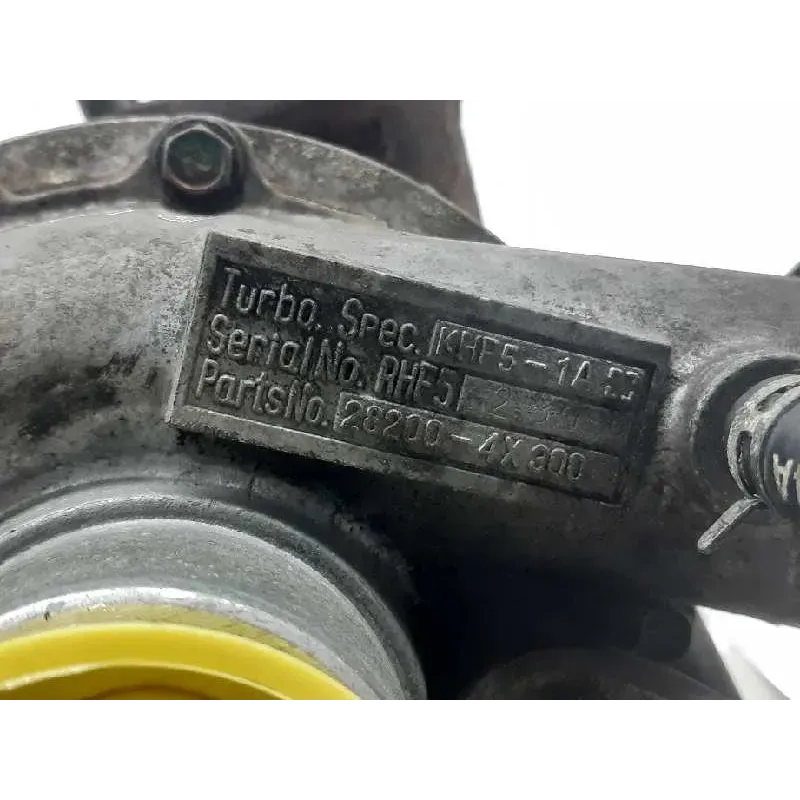 Turbo. Spec. KHF5-1A
Serial No. RHF5
Parts No. 28200-4X300